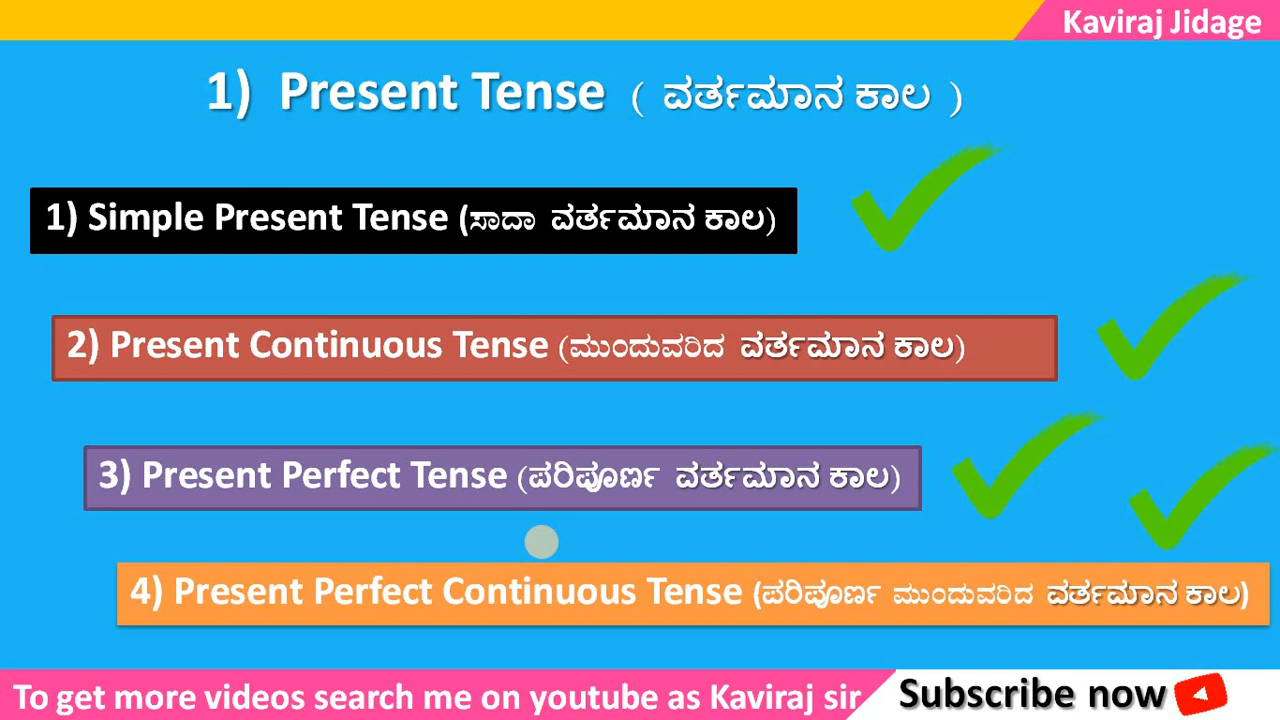 Kaviraj Jidage
1) Present Tense ( ವರ್ತಮಾನ ಕಾಲ )
1) Simple Present Tense (ಸಾದಾ ವರ್ತಮಾನ ಕಾಲ)
2) Present Continuous Tense (ಮುಂದುವರಿದ ವರ್ತಮಾನ ಕಾಲ)
3) Present Perfect Tense (ಪರಿಪೂರ್ಣ ವರ್ತಮಾನ ಕಾಲ)
4) Present Perfect Continuous Tense (ಪರಿಪೂರ್ಣ ಮುಂದುವರಿದ ವರ್ತಮಾನ ಕಾಲ)
To get more videos search me on youtube as Kaviraj sir
Subscribe now